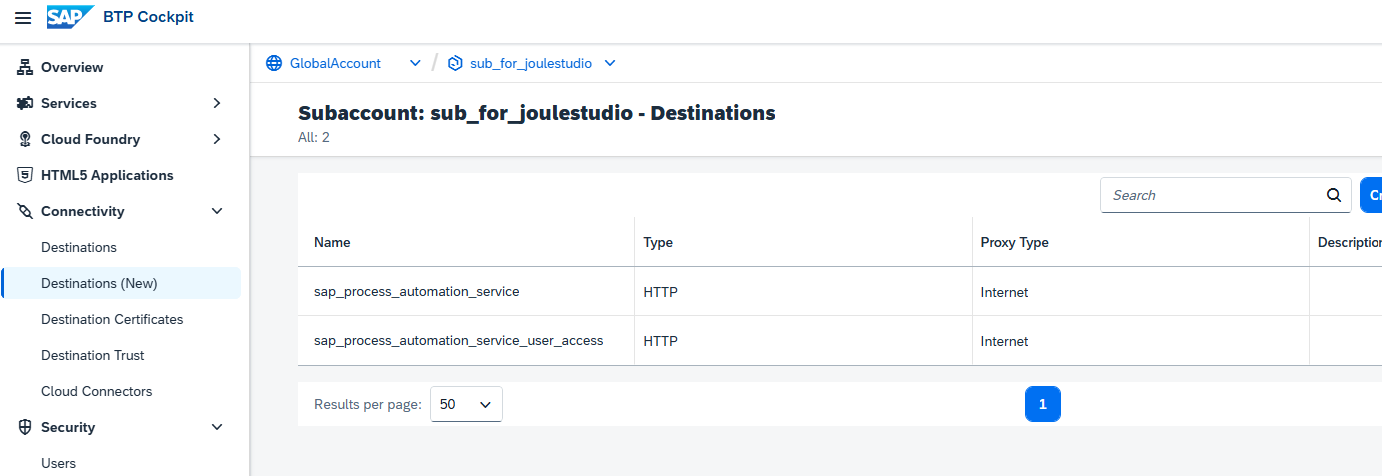 SAP BTP Cockpit
Overview
Services
Cloud Foundry
HTML5 Applications
Connectivity
Destinations
Destinations (New)
Destination Certificates
Destination Trust
Cloud Connectors
Security
Users
GlobalAccount / sub_for_joulestudio
Subaccount: sub_for_joulestudio - Destinations
All: 2
Search Cr
Name Type Proxy Type Description
sap_process_automation_service HTTP Internet
sap_process_automation_service_user_access HTTP Internet
Results per page: 50 1